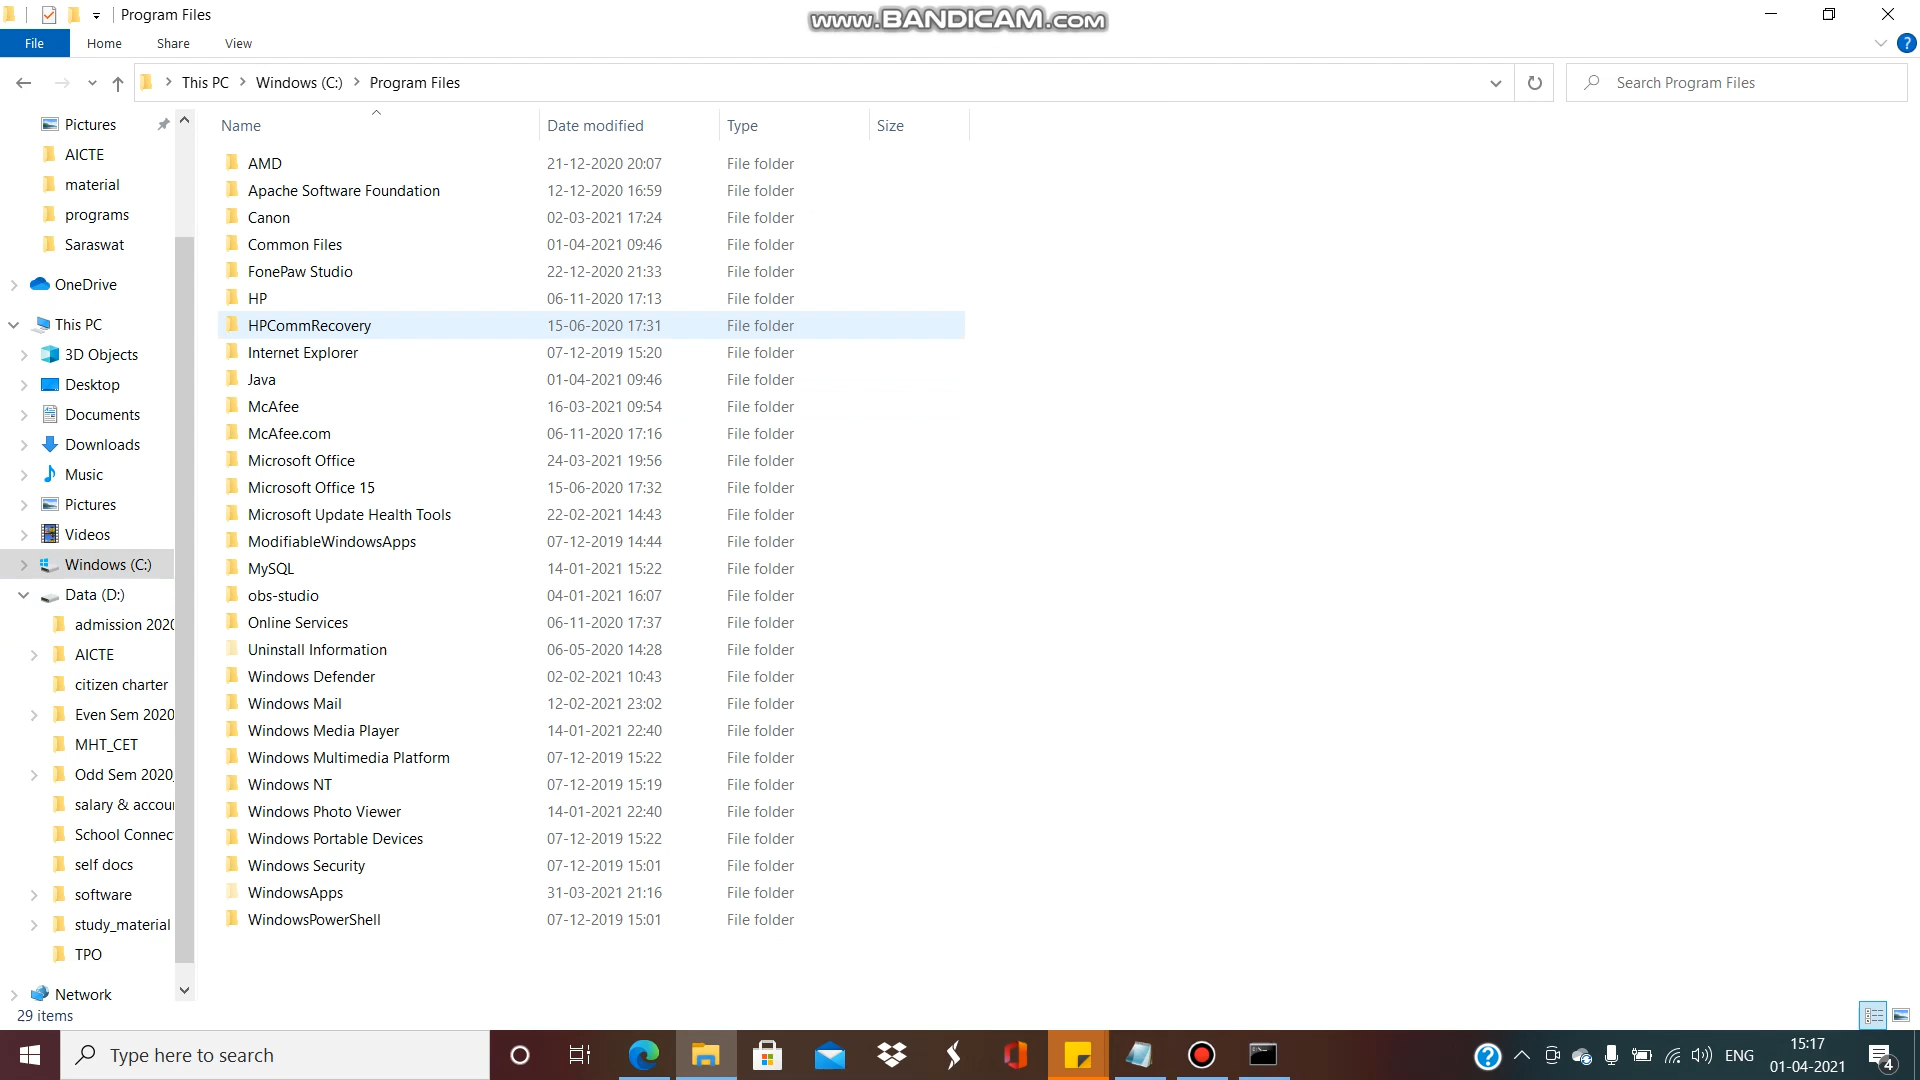 Program Files
www.BANDICAM.com
File Home Share View
This PC Windows (C:) Program Files
Search Program Files
Pictures
AICTE
material
programs
Saraswat
OneDrive
This PC
3D Objects
Desktop
Documents
Downloads
Music
Pictures
Videos
Windows (C:)
Data (D:)
admission 2020
AICTE
citizen charter
Even Sem 2020
MHT_CET
Odd Sem 2020_
salary & accou
School Connec
self docs
software
study_material
TPO
Network
29 items
Name Date modified Type Size
AMD 21-12-2020 20:07 File folder
Apache Software Foundation 12-12-2020 16:59 File folder
Canon 02-03-2021 17:24 File folder
Common Files 01-04-2021 09:46 File folder
FonePaw Studio 22-12-2020 21:33 File folder
HP 06-11-2020 17:13 File folder
HPCommRecovery 15-06-2020 17:31 File folder
Internet Explorer 07-12-2019 15:20 File folder
Java 01-04-2021 09:46 File folder
McAfee 16-03-2021 09:54 File folder
McAfee.com 06-11-2020 17:16 File folder
Microsoft Office 24-03-2021 19:56 File folder
Microsoft Office 15 15-06-2020 17:32 File folder
Microsoft Update Health Tools 22-02-2021 14:43 File folder
ModifiableWindowsApps 07-12-2019 14:44 File folder
MySQL 14-01-2021 15:22 File folder
obs-studio 04-01-2021 16:07 File folder
Online Services 06-11-2020 17:37 File folder
Uninstall Information 06-05-2020 14:28 File folder
Windows Defender 02-02-2021 10:43 File folder
Windows Mail 12-02-2021 23:02 File folder
Windows Media Player 14-01-2021 22:40 File folder
Windows Multimedia Platform 07-12-2019 15:22 File folder
Windows NT 07-12-2019 15:19 File folder
Windows Photo Viewer 14-01-2021 22:40 File folder
Windows Portable Devices 07-12-2019 15:22 File folder
Windows Security 07-12-2019 15:01 File folder
WindowsApps 31-03-2021 21:16 File folder
WindowsPowerShell 07-12-2019 15:01 File folder
Type here to search
ENG
15:17
01-04-2021
4